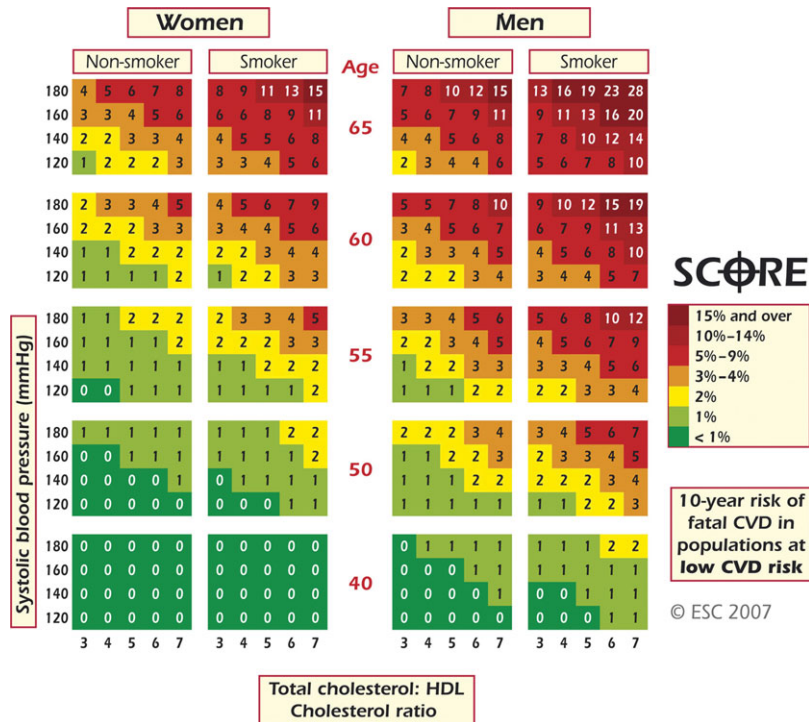 Women
Men
Non-smoker Smoker Age Non-smoker Smoker
180 4 5 6 7 8 8 9 11 13 15 7 8 10 12 15 13 16 19 23 28
160 3 3 4 5 6 6 6 8 9 11 5 6 7 9 11 9 11 13 16 20
65
140 2 2 3 3 4 4 5 5 6 8 4 4 5 6 8 7 8 10 12 14
120 1 2 2 2 3 3 3 4 5 6 2 3 4 4 6 5 6 7 8 10
180 2 3 3 4 5 4 5 6 7 9 5 5 7 8 10 9 10 12 15 19
160 2 2 2 3 3 3 4 4 5 6 3 4 5 6 7 6 7 9 11 13
60
140 1 1 2 2 2 2 2 3 4 4 2 3 3 4 5 4 5 6 8 10
120 1 1 1 1 2 1 2 2 3 3 2 2 2 3 4 3 4 4 5 7
180 1 1 2 2 2 2 3 3 4 5 3 3 4 5 6 5 6 8 10 12
160 1 1 1 1 2 2 2 2 3 3 2 2 3 4 5 3 4 6 7 9
55
140 1 1 1 1 1 1 1 2 2 2 1 2 2 3 3 3 3 4 5 6
120 0 0 1 1 1 1 1 1 1 2 1 1 1 2 2 2 2 3 3 4
180 1 1 1 1 1 1 1 1 2 2 2 2 2 3 4 3 4 5 6 7
160 0 0 1 1 1 1 1 1 1 2 1 1 2 2 3 2 3 3 4 5
50
140 0 0 0 0 1 0 1 1 1 1 1 1 1 2 2 2 2 2 3 4
120 0 0 0 0 0 0 0 0 1 1 1 1 1 1 1 1 1 2 2 3
180 0 0 0 0 0 0 0 0 0 0 0 1 1 1 1 1 1 1 2 2
160 0 0 0 0 0 0 0 0 0 0 0 0 0 1 1 1 1 1 1 1
40
140 0 0 0 0 0 0 0 0 0 0 0 0 0 0 1 0 0 1 1 1
120 0 0 0 0 0 0 0 0 0 0 0 0 0 0 0 0 0 0 1 1
3 4 5 6 7 3 4 5 6 7 3 4 5 6 7 3 4 5 6 7
Systolic blood pressure (mmHg)
Total cholesterol: HDL
Cholesterol ratio
SCORE
15% and over
10%–14%
5%–9%
3%–4%
2%
1%
< 1%
10-year risk of
fatal CVD in
populations at
low CVD risk
© ESC 2007